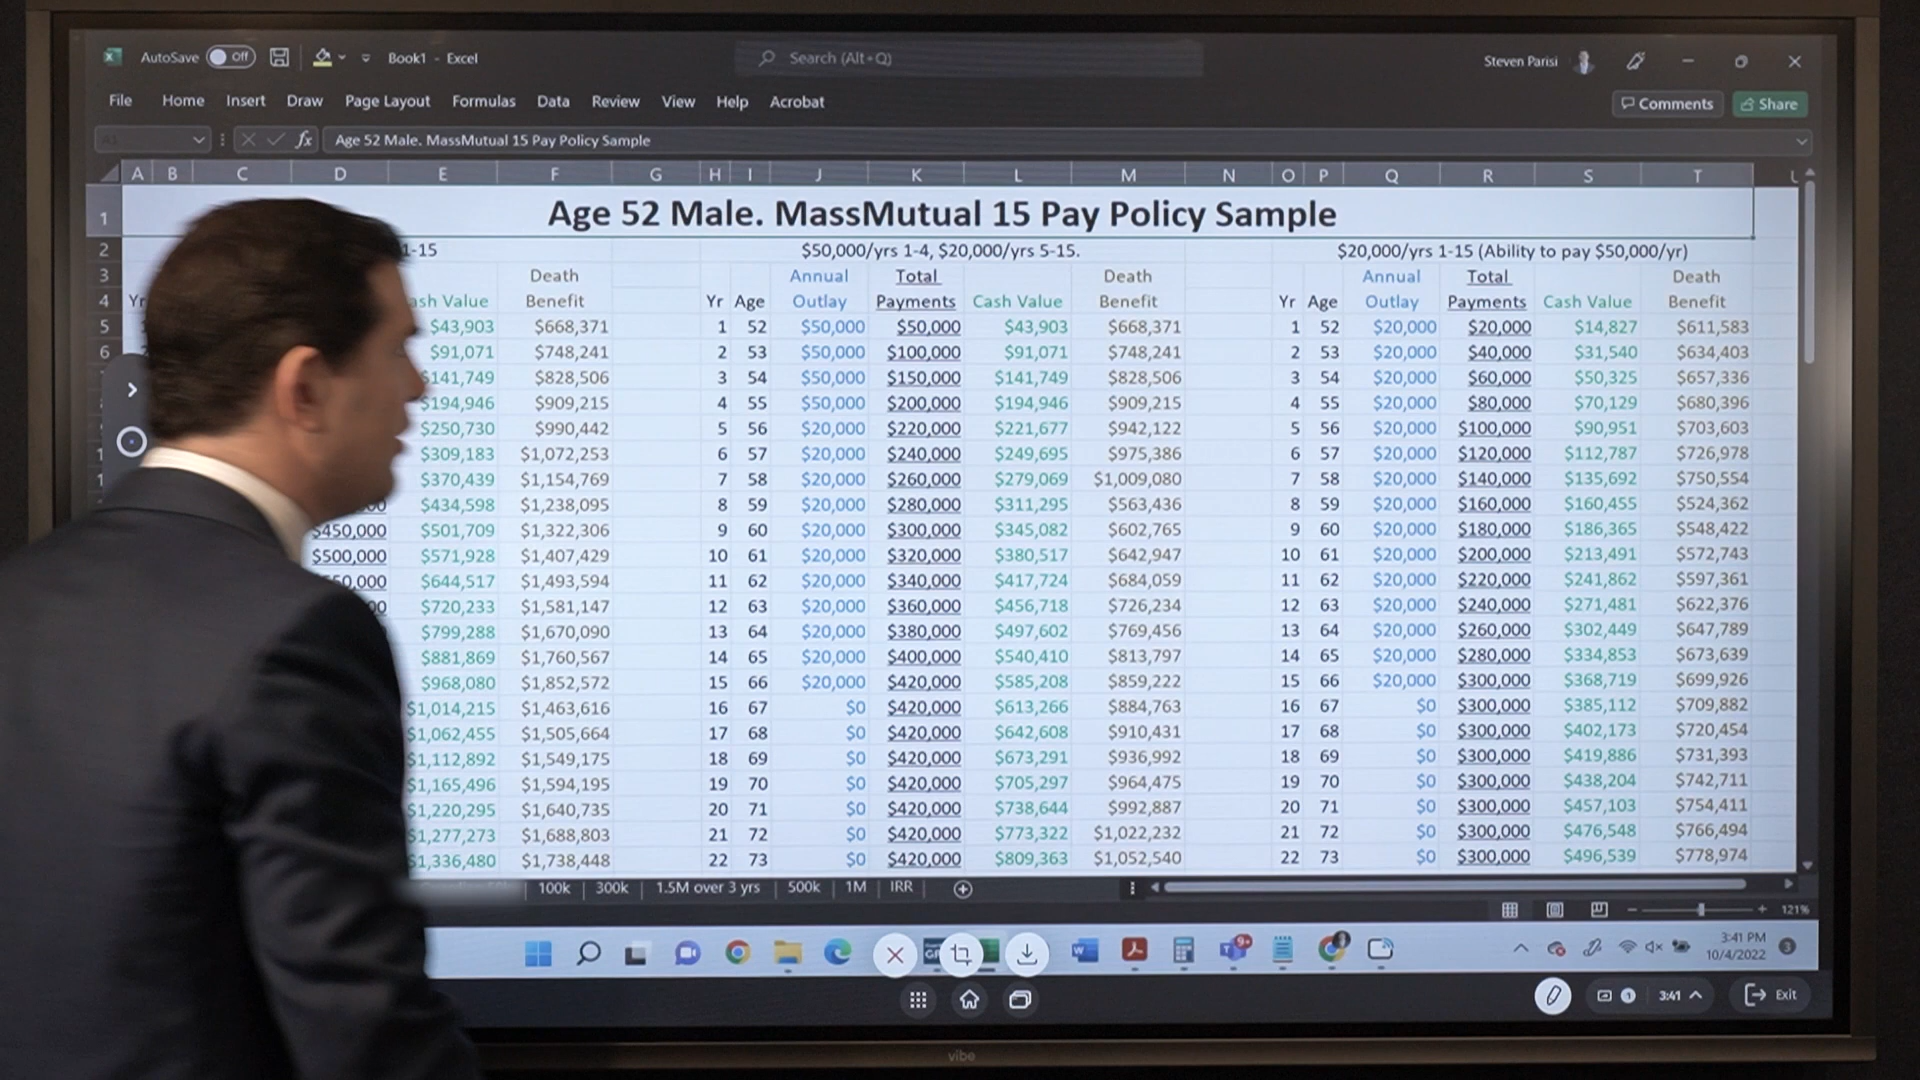 AutoSave Off Book1 - Excel Search (Alt+Q) Steven Parisi
File Home Insert Draw Page Layout Formulas Data Review View Help Acrobat Comments Share
A1 fx Age 52 Male. MassMutual 15 Pay Policy Sample
A B C D E F G H I J K L M N O P Q R S T
1 Age 52 Male. MassMutual 15 Pay Policy Sample
2 1-15 $50,000/yrs 1-4, $20,000/yrs 5-15. $20,000/yrs 1-15 (Ability to pay $50,000/yr)
3 Death Annual Total Death Annual Total Death
4 Yr ash Value Benefit Yr Age Outlay Payments Cash Value Benefit Yr Age Outlay Payments Cash Value Benefit
5 $43,903 $668,371 1 52 $50,000 $50,000 $43,903 $668,371 1 52 $20,000 $20,000 $14,827 $611,583
6 $91,071 $748,241 2 53 $50,000 $100,000 $91,071 $748,241 2 53 $20,000 $40,000 $31,540 $634,403
$141,749 $828,506 3 54 $50,000 $150,000 $141,749 $828,506 3 54 $20,000 $60,000 $50,325 $657,336
$194,946 $909,215 4 55 $50,000 $200,000 $194,946 $909,215 4 55 $20,000 $80,000 $70,129 $680,396
$250,730 $990,442 5 56 $20,000 $220,000 $221,677 $942,122 5 56 $20,000 $100,000 $90,951 $703,603
$309,183 $1,072,253 6 57 $20,000 $240,000 $249,695 $975,386 6 57 $20,000 $120,000 $112,787 $726,978
$370,439 $1,154,769 7 58 $20,000 $260,000 $279,069 $1,009,080 7 58 $20,000 $140,000 $135,692 $750,554
$434,598 $1,238,095 8 59 $20,000 $280,000 $311,295 $563,436 8 59 $20,000 $160,000 $160,455 $524,362
$450,000 $501,709 $1,322,306 9 60 $20,000 $300,000 $345,082 $602,765 9 60 $20,000 $180,000 $186,365 $548,422
$500,000 $571,928 $1,407,429 10 61 $20,000 $320,000 $380,517 $642,947 10 61 $20,000 $200,000 $213,491 $572,743
50,000 $644,517 $1,493,594 11 62 $20,000 $340,000 $417,724 $684,059 11 62 $20,000 $220,000 $241,862 $597,361
$720,233 $1,581,147 12 63 $20,000 $360,000 $456,718 $726,234 12 63 $20,000 $240,000 $271,481 $622,376
$799,288 $1,670,090 13 64 $20,000 $380,000 $497,602 $769,456 13 64 $20,000 $260,000 $302,449 $647,789
$881,869 $1,760,567 14 65 $20,000 $400,000 $540,410 $813,797 14 65 $20,000 $280,000 $334,853 $673,639
$968,080 $1,852,572 15 66 $20,000 $420,000 $585,208 $859,222 15 66 $20,000 $300,000 $368,719 $699,926
$1,014,215 $1,463,616 16 67 $0 $420,000 $613,266 $884,763 16 67 $0 $300,000 $385,112 $709,882
$1,062,455 $1,505,664 17 68 $0 $420,000 $642,608 $910,431 17 68 $0 $300,000 $402,173 $720,454
$1,112,892 $1,549,175 18 69 $0 $420,000 $673,291 $936,992 18 69 $0 $300,000 $419,886 $731,393
$1,165,496 $1,594,195 19 70 $0 $420,000 $705,297 $964,475 19 70 $0 $300,000 $438,204 $742,711
$1,220,295 $1,640,735 20 71 $0 $420,000 $738,644 $992,887 20 71 $0 $300,000 $457,103 $754,411
$1,277,273 $1,688,803 21 72 $0 $420,000 $773,322 $1,022,232 21 72 $0 $300,000 $476,548 $766,494
$1,336,480 $1,738,448 22 73 $0 $420,000 $809,363 $1,052,540 22 73 $0 $300,000 $496,539 $778,974
100k 300k 1.5M over 3 yrs 500k 1M IRR
121%
3:41 PM
10/4/2022 3
1 3:41 Exit
vibe